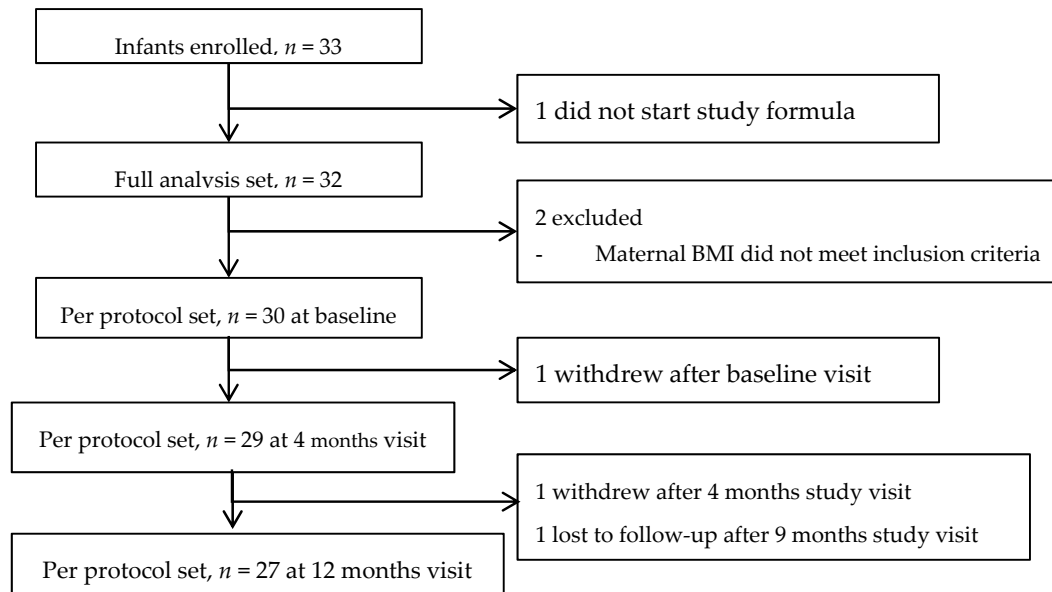 Infants enrolled, n = 33
1 did not start study formula
Full analysis set, n = 32
2 excluded
- Maternal BMI did not meet inclusion criteria
Per protocol set, n = 30 at baseline
1 withdrew after baseline visit
Per protocol set, n = 29 at 4 months visit
1 withdrew after 4 months study visit
1 lost to follow-up after 9 months study visit
Per protocol set, n = 27 at 12 months visit